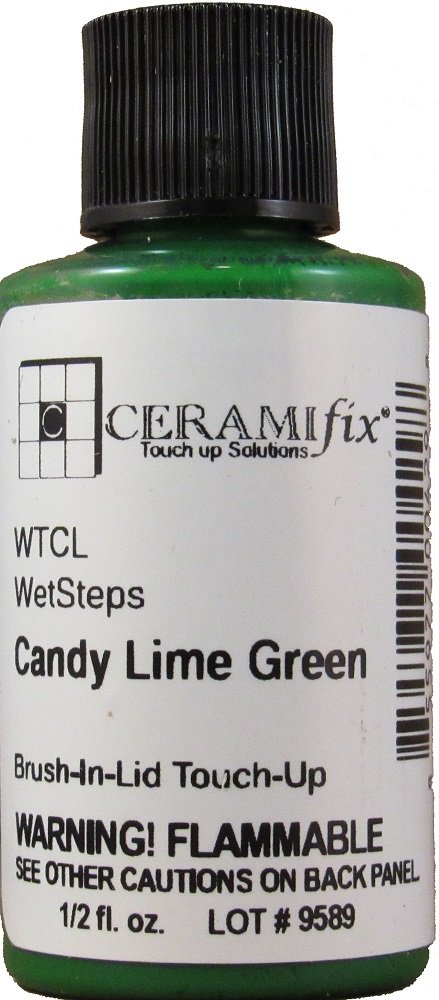 C
CERAMIfix®
Touch up Solutions
WTCL
WetSteps
Candy Lime Green
Brush-In-Lid Touch-Up
WARNING! FLAMMABLE
SEE OTHER CAUTIONS ON BACK PANEL
1/2 fl. oz. LOT # 9589